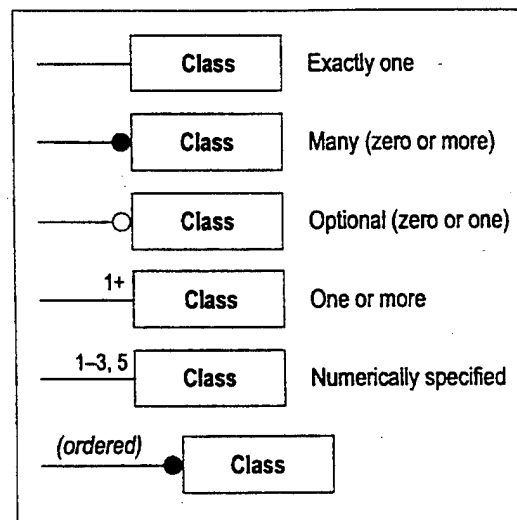 Class Exactly one
Class Many (zero or more)
Class Optional (zero or one)
1+
Class One or more
1–3, 5
Class Numerically specified
(ordered)
Class